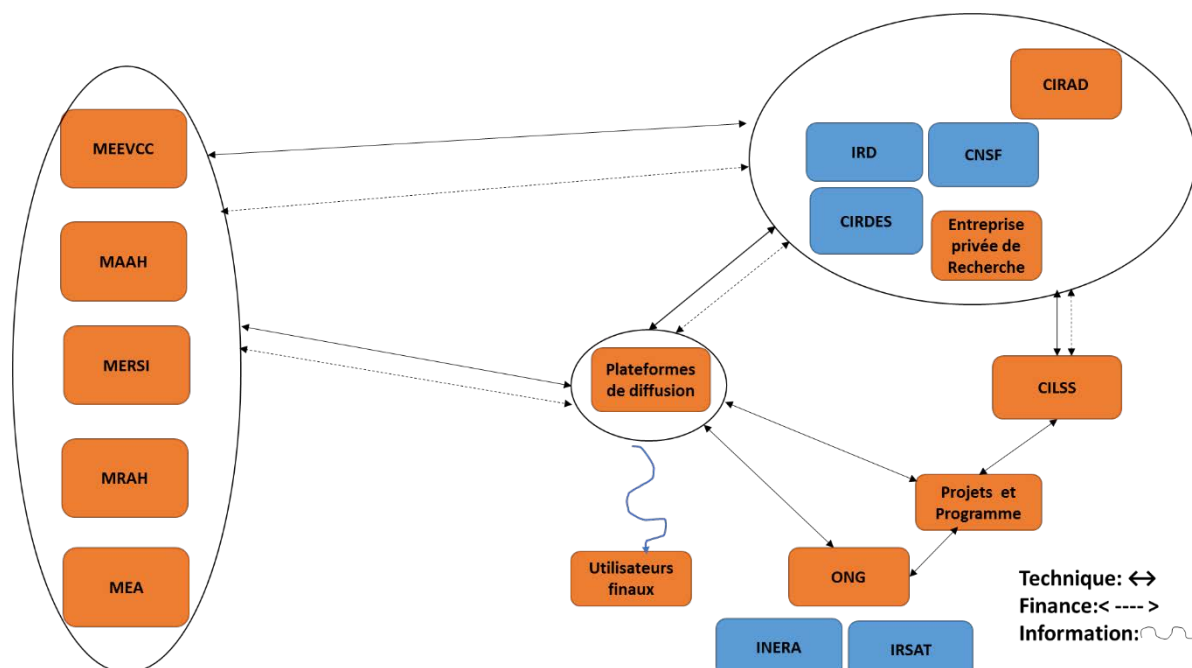 MEEVCC
MAAH
MERSI
MRAH
MEA
CIRAD
IRD
CNSF
CIRDES
Entreprise
privée de
Recherche
Plateformes
de diffusion
CILSS
Projets et
Programme
Utilisateurs
finaux
ONG
INERA
IRSAT
Technique: ↔
Finance:< ---- >
Information: